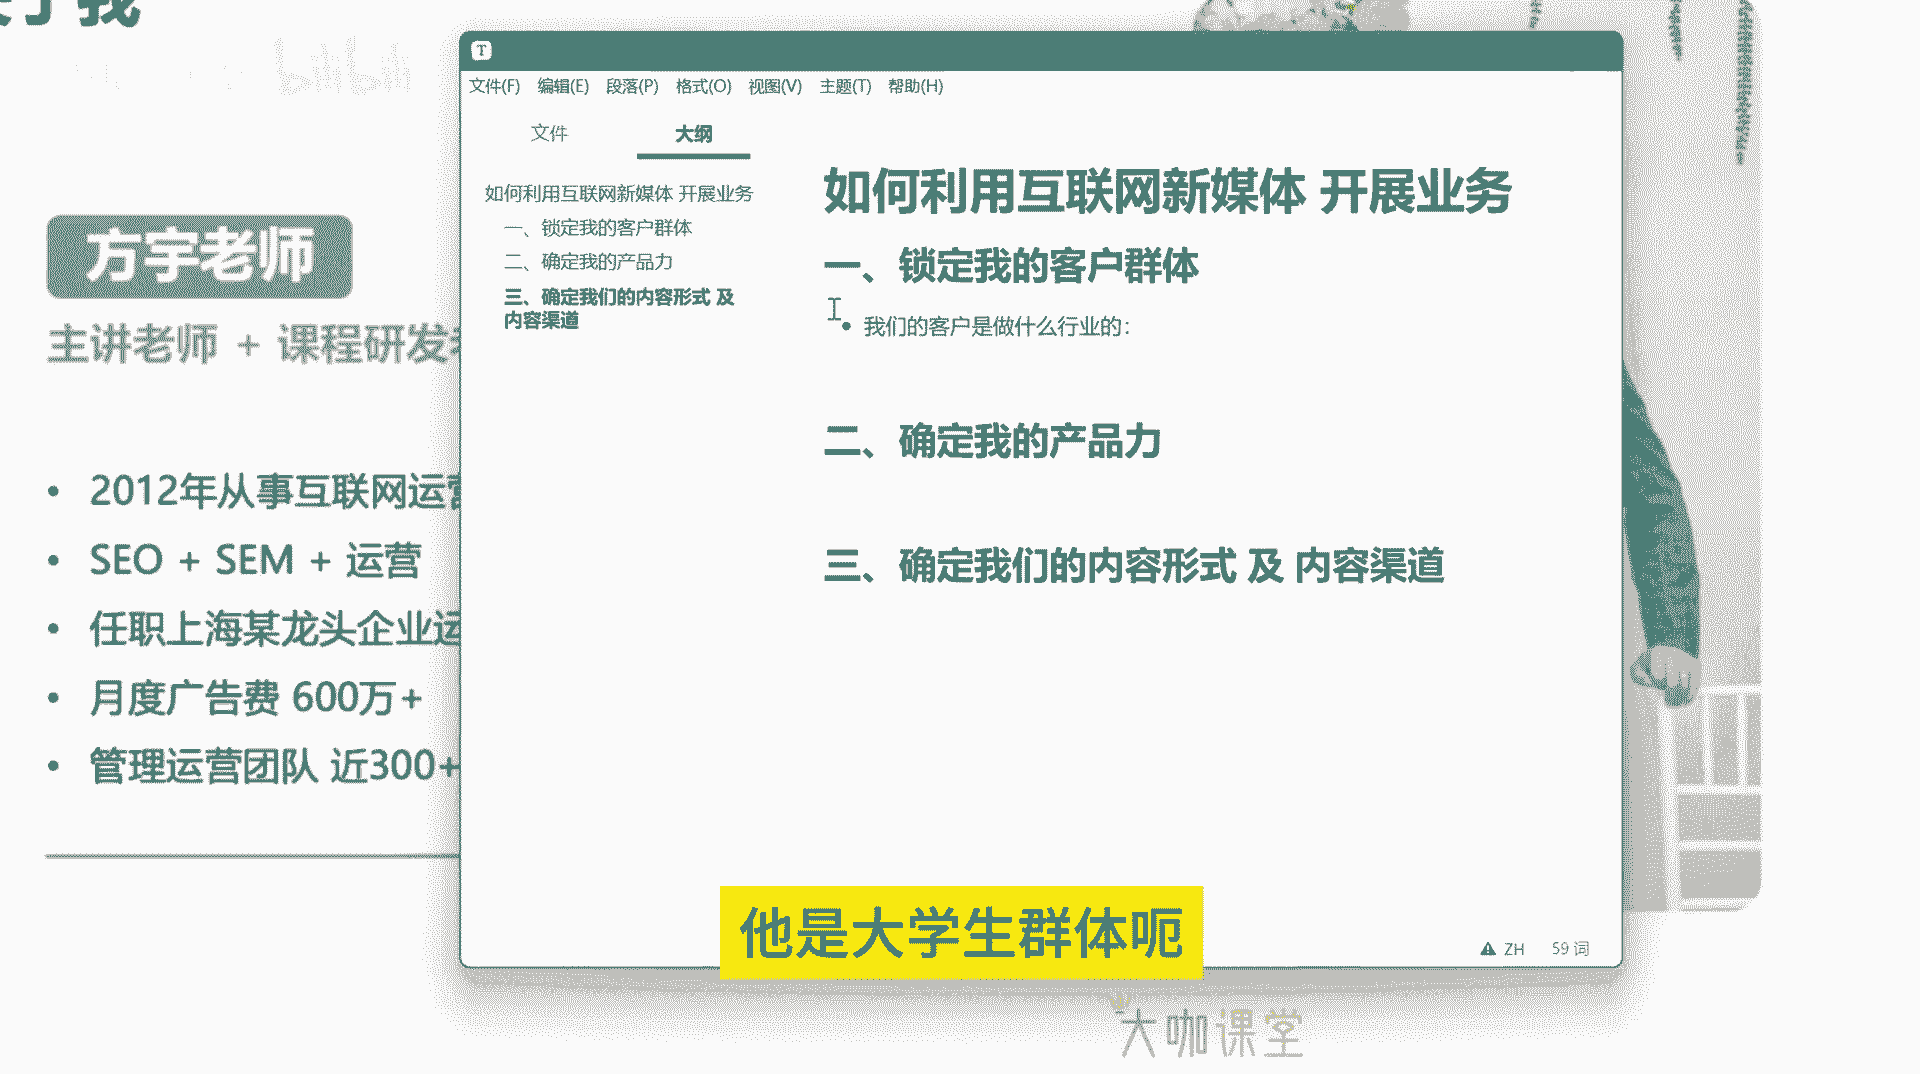 我
bilibili
方宇老师
主讲老师 + 课程研发
2012年从事互联网运营
SEO + SEM + 运营
任职上海某龙头企业运
月度广告费 600万+
管理运营团队 近300+
T
文件(F) 编辑(E) 段落(P) 格式(O) 视图(V) 主题(T) 帮助(H)
文件 大纲
如何利用互联网新媒体 开展业务
一、锁定我的客户群体
二、确定我的产品力
三、确定我们的内容形式 及
内容渠道
如何利用互联网新媒体 开展业务
一、锁定我的客户群体
我们的客户是做什么行业的：
二、确定我的产品力
三、确定我们的内容形式 及 内容渠道
ZH 59 词
他是大学生群体呃
大咖课堂